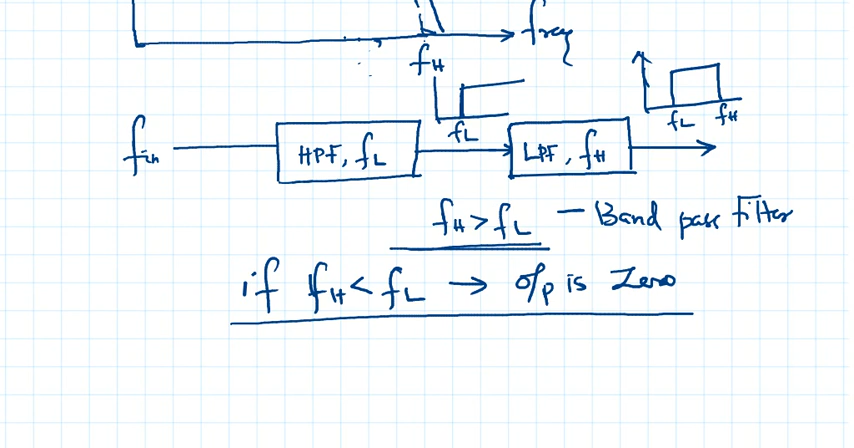 freq
fH
fL
fL fH
fin HPF, fL LPF, fH
fH > fL — Band pass Filter
if fH < fL → o/p is Zero